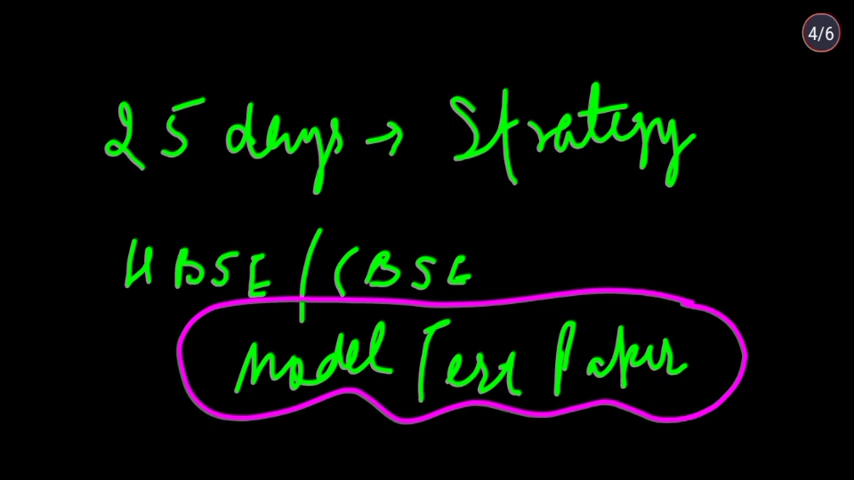 4/6
25 days → Strategy
HBSE / CBSE
Model Test Paper